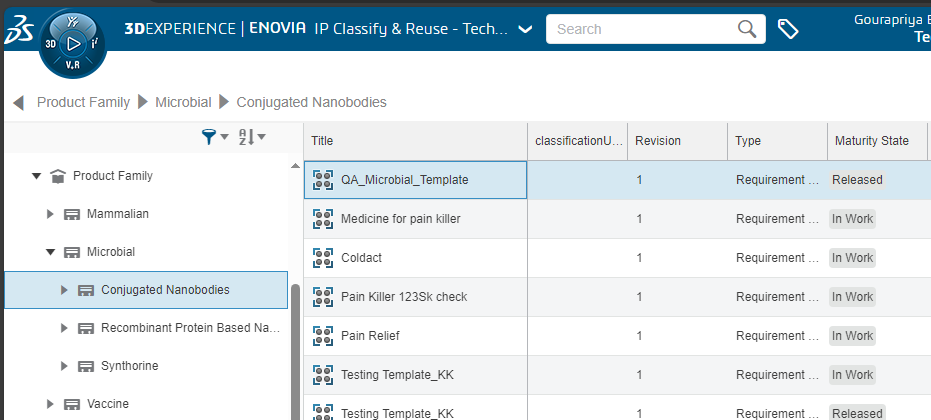 3DEXPERIENCE | ENOVIA IP Classify & Reuse - Tech...
Search
Gourapriya
Te
3D
V.R
Product Family Microbial Conjugated Nanobodies
Title classificationU... Revision Type Maturity State
Product Family
Mammalian
Microbial
Conjugated Nanobodies
Recombinant Protein Based Na...
Synthorine
Vaccine
QA_Microbial_Template 1 Requirement ... Released
Medicine for pain killer 1 Requirement ... In Work
Coldact 1 Requirement ... In Work
Pain Killer 123Sk check 1 Requirement ... In Work
Pain Relief 1 Requirement ... In Work
Testing Template_KK 1 Requirement ... In Work
Testing Template_KK 1 Requirement ... Released